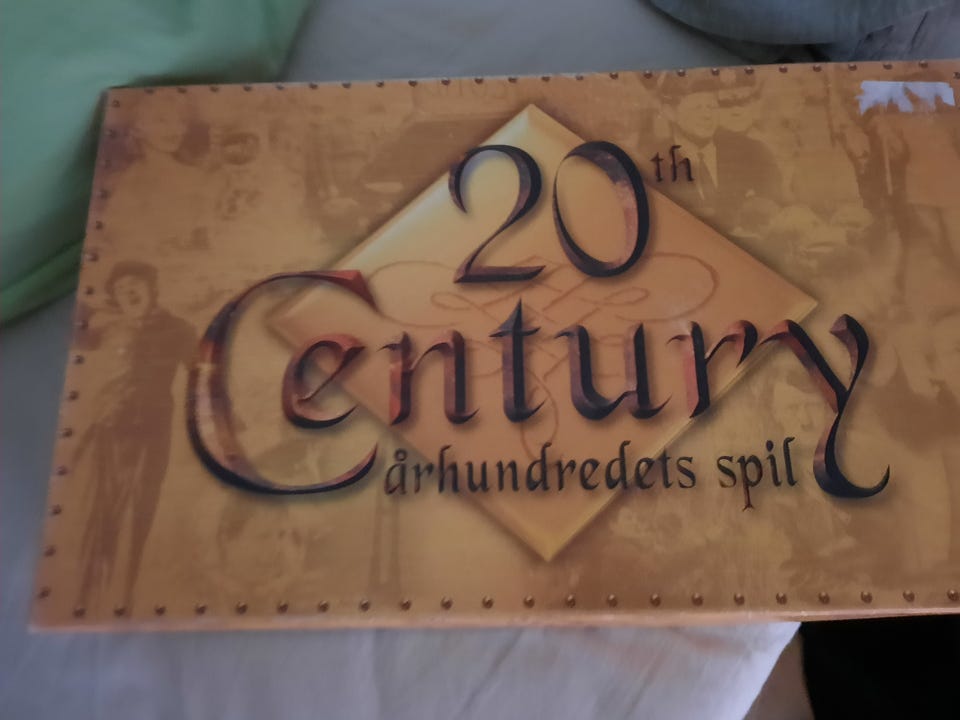 20th
Century
århundredets spil